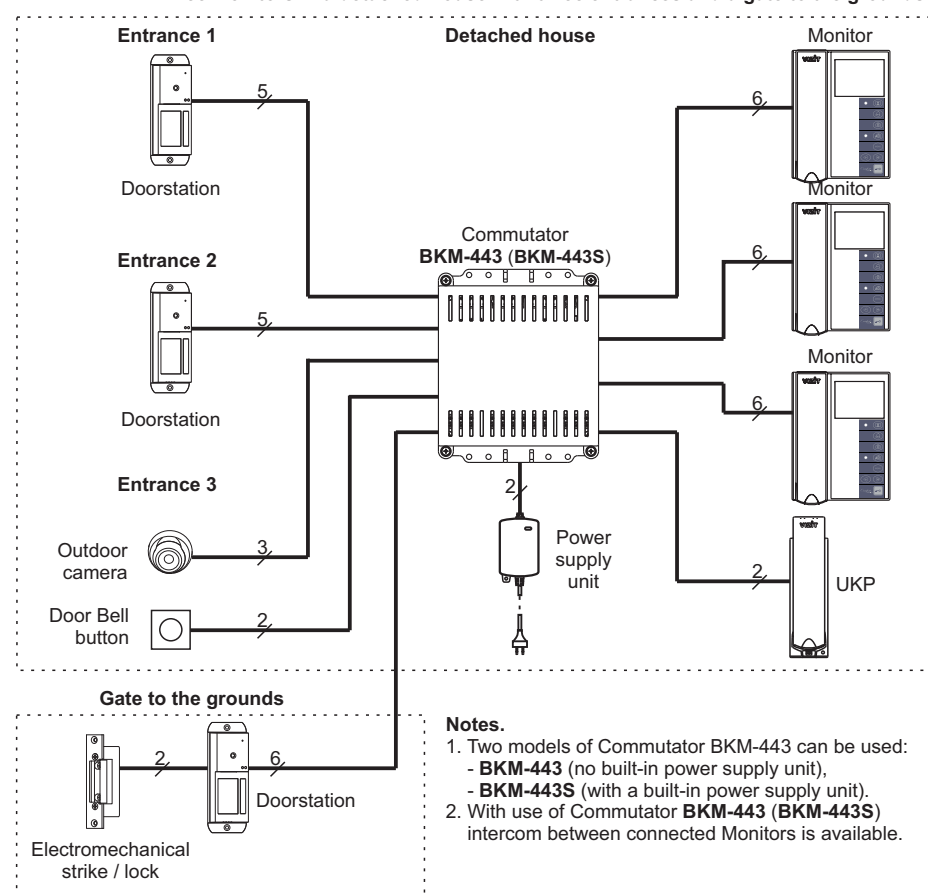 Entrance 1
Detached house
Monitor
VIZIT
5
6
Doorstation
Monitor
VIZIT
Commutator
BKM-443 (BKM-443S)
Entrance 2
6
5
Monitor
VIZIT
Doorstation
6
Entrance 3
2
VIZIT
Outdoor
camera
3
Power
supply
unit
2
UKP
Door Bell
button
2
Gate to the grounds
2
6
Doorstation
Electromechanical
strike / lock
Notes.
1. Two models of Commutator BKM-443 can be used:
- BKM-443 (no built-in power supply unit),
- BKM-443S (with a built-in power supply unit).
2. With use of Commutator BKM-443 (BKM-443S)
intercom between connected Monitors is available.